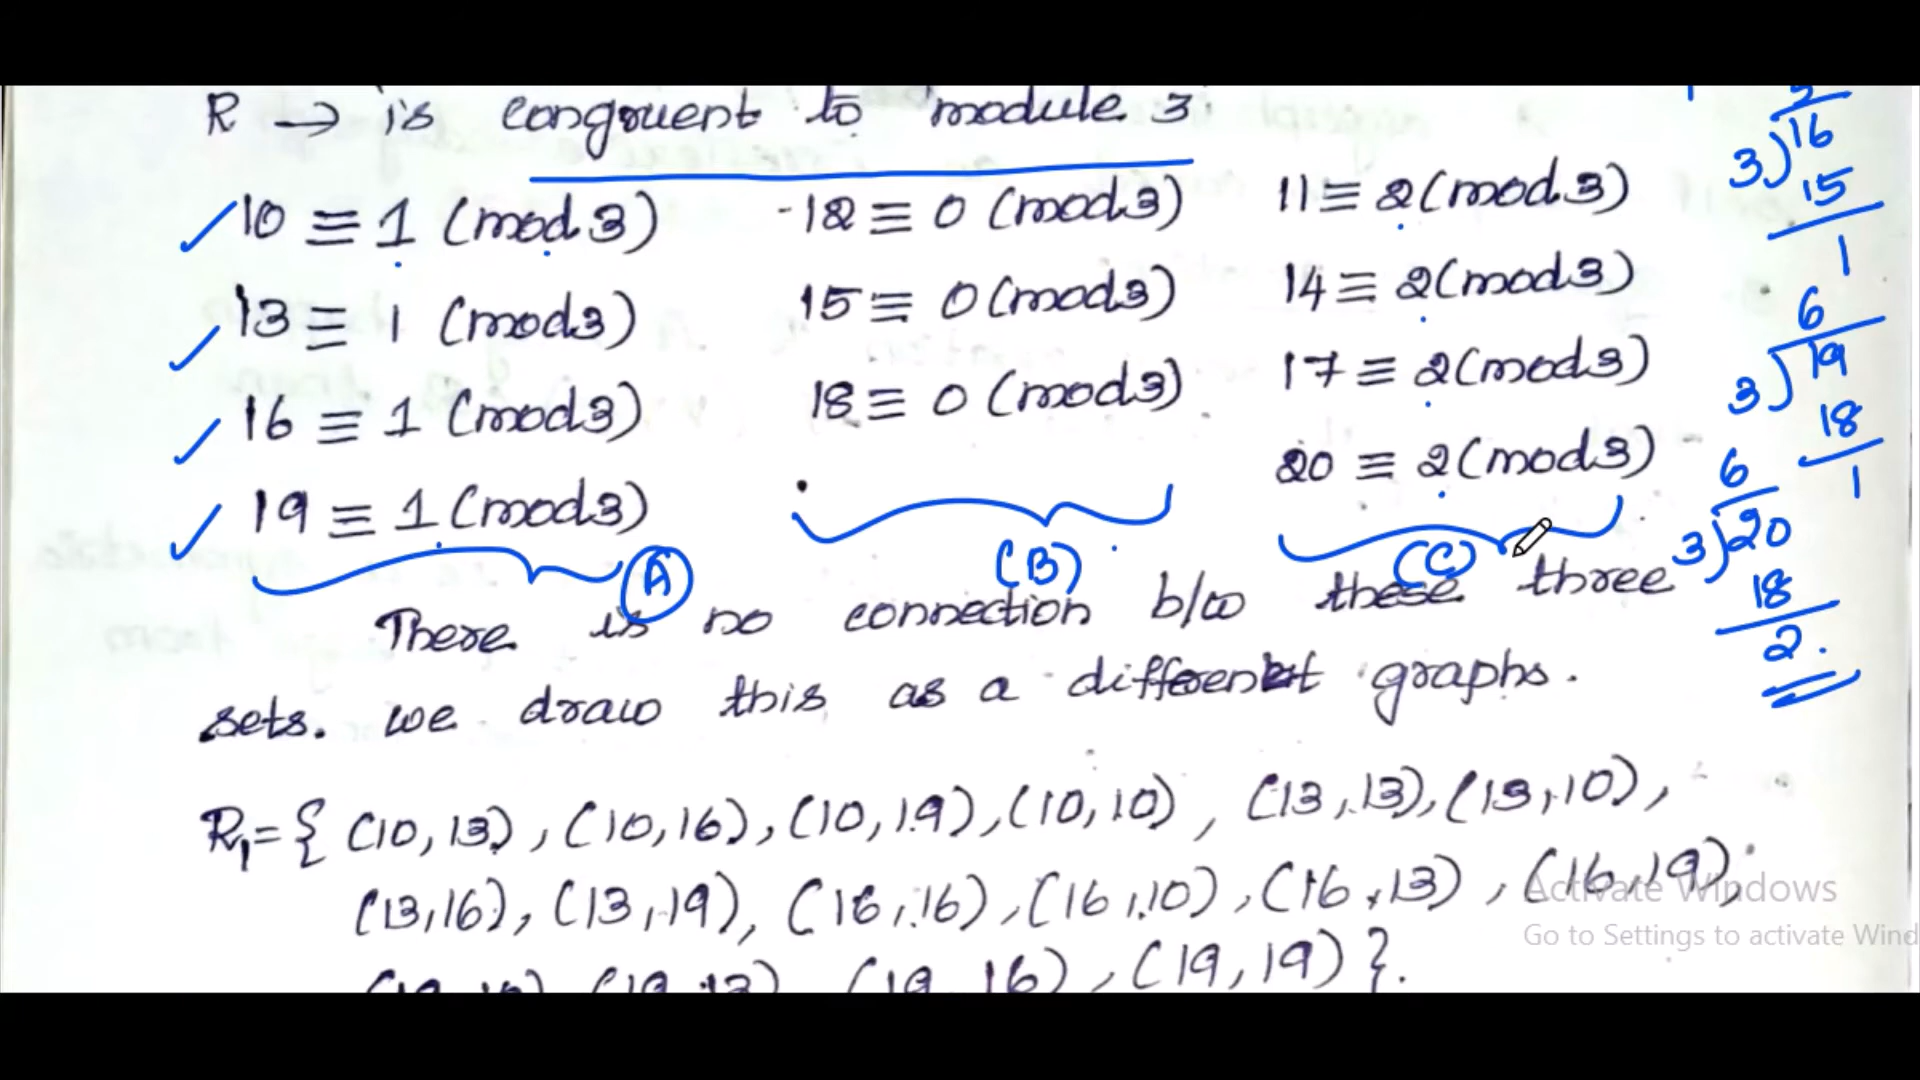 R → is congruent to module 3
10 ≡ 1 (mod 3)
13 ≡ 1 (mod 3)
16 ≡ 1 (mod 3)
19 ≡ 1 (mod 3)
(A)
12 ≡ 0 (mod 3)
15 ≡ 0 (mod 3)
18 ≡ 0 (mod 3)
(B)
11 ≡ 2 (mod 3)
14 ≡ 2 (mod 3)
17 ≡ 2 (mod 3)
20 ≡ 2 (mod 3)
(C)
There is no connection b/w these three
sets. we draw this as a different graphs.
R₁ = { (10,13), (10,16), (10,19), (10,10), (13,13), (13,10),
(13,16), (13,19), (16,16), (16,10), (16,13), (16,19),
(19,10), (19,13), (19,16), (19,19) }.
3)16
15
1
6
3)19
18
1
6
3)20
18
2
Activate Windows
Go to Settings to activate Wind